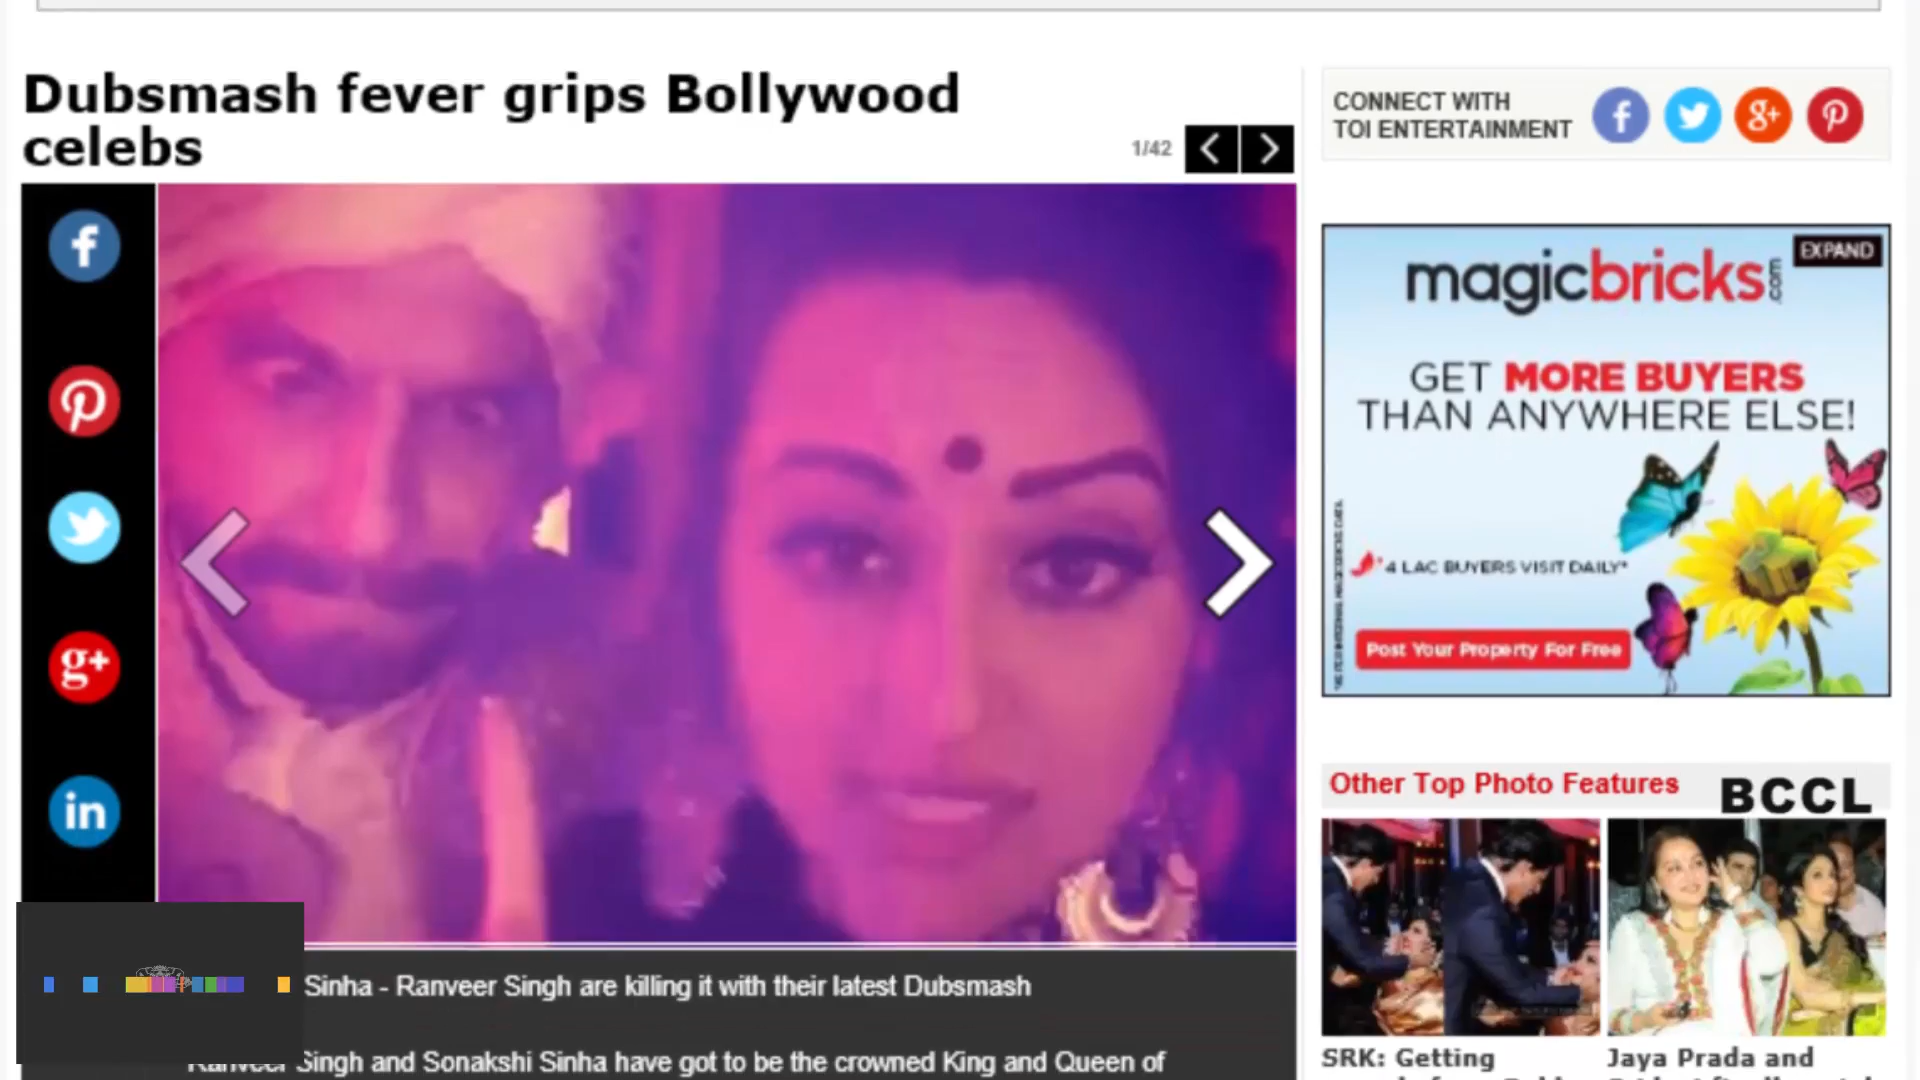 Dubsmash fever grips Bollywood
celebs
1/42
CONNECT WITH
TOI ENTERTAINMENT
EXPAND
magicbricks.com
GET MORE BUYERS
THAN ANYWHERE ELSE!
4 LAC BUYERS VISIT DAILY*
Post Your Property For Free
Other Top Photo Features
BCCL
Sinha - Ranveer Singh are killing it with their latest Dubsmash
Ranveer Singh and Sonakshi Sinha have got to be the crowned King and Queen of
SRK: Getting
Jaya Prada and